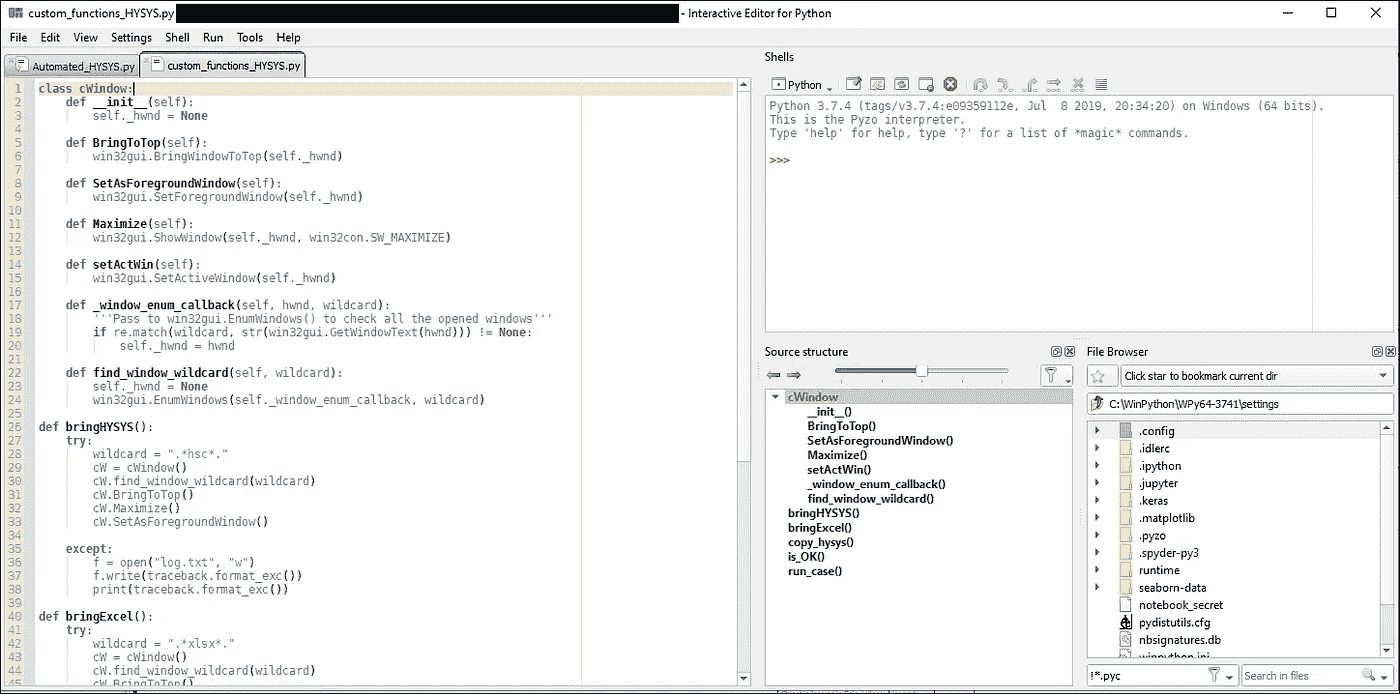 custom_functions_HYSYS.py - Interactive Editor for Python
File Edit View Settings Shell Run Tools Help
Automated_HYSYS.py custom_functions_HYSYS.py
1 class cWindow:
2 def __init__(self):
3 self._hwnd = None
4
5 def BringToTop(self):
6 win32gui.BringWindowToTop(self._hwnd)
7
8 def SetAsForegroundWindow(self):
9 win32gui.SetForegroundWindow(self._hwnd)
10
11 def Maximize(self):
12 win32gui.ShowWindow(self._hwnd, win32con.SW_MAXIMIZE)
13
14 def setActWin(self):
15 win32gui.SetActiveWindow(self._hwnd)
16
17 def _window_enum_callback(self, hwnd, wildcard):
18 '''Pass to win32gui.EnumWindows() to check all the opened windows'''
19 if re.match(wildcard, str(win32gui.GetWindowText(hwnd))) != None:
20 self._hwnd = hwnd
21
22 def find_window_wildcard(self, wildcard):
23 self._hwnd = None
24 win32gui.EnumWindows(self._window_enum_callback, wildcard)
25
26 def bringHYSYS():
27 try:
28 wildcard = ".*hsc*."
29 cW = cWindow()
30 cW.find_window_wildcard(wildcard)
31 cW.BringToTop()
32 cW.Maximize()
33 cW.SetAsForegroundWindow()
34
35 except:
36 f = open("log.txt", "w")
37 f.write(traceback.format_exc())
38 print(traceback.format_exc())
39
40 def bringExcel():
41 try:
42 wildcard = ".*xlsx*."
43 cW = cWindow()
44 cW.find_window_wildcard(wildcard)
45 cW.BringToTop()
Shells
Python
Python 3.7.4 (tags/v3.7.4:e09359112e, Jul 8 2019, 20:34:20) on Windows (64 bits).
This is the Pyzo interpreter.
Type 'help' for help, type '?' for a list of *magic* commands.
>>>
Source structure
cWindow
__init__()
BringToTop()
SetAsForegroundWindow()
Maximize()
setActWin()
_window_enum_callback()
find_window_wildcard()
bringHYSYS()
bringExcel()
copy_hysys()
is_OK()
run_case()
File Browser
Click star to bookmark current dir
C:\WinPython\WPy64-3741\settings
.config
.idlerc
.ipython
.jupyter
.keras
.matplotlib
.pyzo
.spyder-py3
runtime
seaborn-data
notebook_secret
pydistutils.cfg
nbsignatures.db
winpython.ini
!*.pyc Search in files